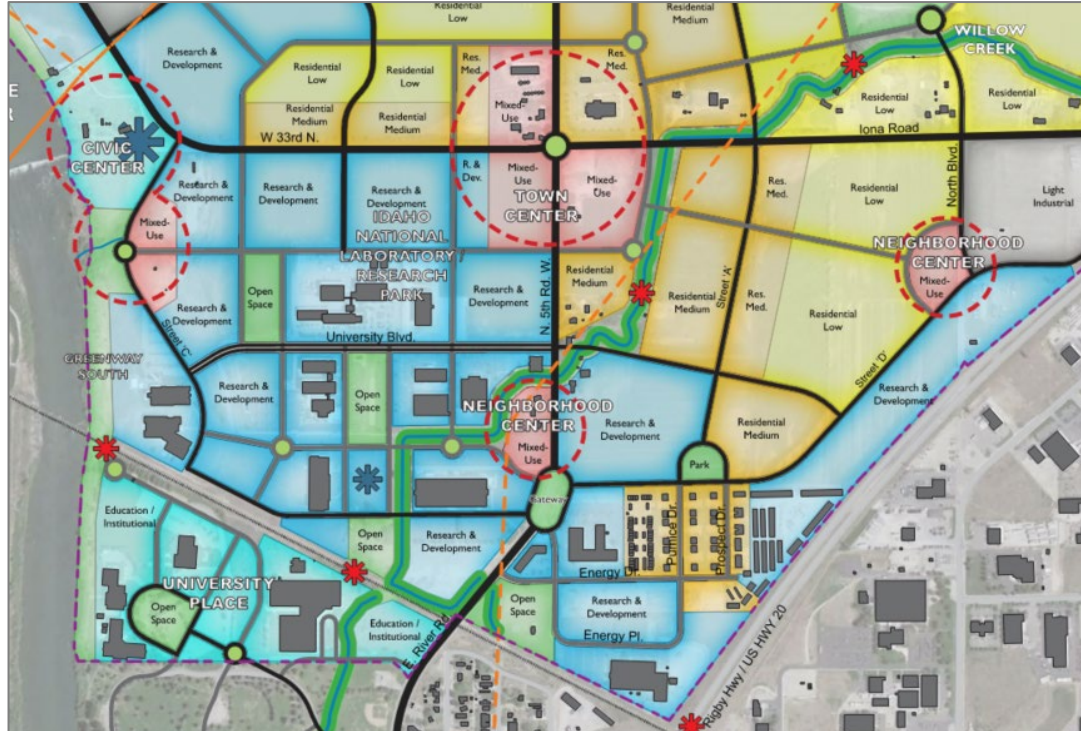 Residential
Low
Residential
Medium
Research &
Development
Research &
Development
Residential
Low
Residential
Low
Res.
Med.
Mixed-
Use
Res.
Med.
WILLOW
CREEK
Residential
Low
Residential
Low
Residential
Medium
Residential
Medium
W 33rd N.
Iona Road
CIVIC
CENTER
Research &
Development
Research &
Development
Research &
Development
R. &
Dev.
Mixed-
Use
Mixed-
Use
TOWN
CENTER
Res.
Med.
Residential
Low
North Blvd.
Light
Industrial
Mixed-
Use
IDAHO
NATIONAL
LABORATORY /
RESEARCH
PARK
NEIGHBORHOOD
CENTER
Mixed-
Use
Research &
Development
Open
Space
Research &
Development
N. 5th Rd W.
Residential
Medium
Residential
Medium
Street 'A'
Res.
Med.
Residential
Low
University Blvd.
Street 'C'
GREENWAY
SOUTH
Street 'D'
Research &
Development
Research &
Development
Open
Space
NEIGHBORHOOD
CENTER
Mixed-
Use
Research &
Development
Residential
Medium
Park
Gateway
Education /
Institutional
Open
Space
Research &
Development
Pumice Dr.
Prospect Dr.
Energy Dr.
UNIVERSITY
PLACE
Open
Space
Education /
Institutional
Open
Space
Research &
Development
Energy Pl.
E. River Rd.
Rigby Hwy / US HWY 20